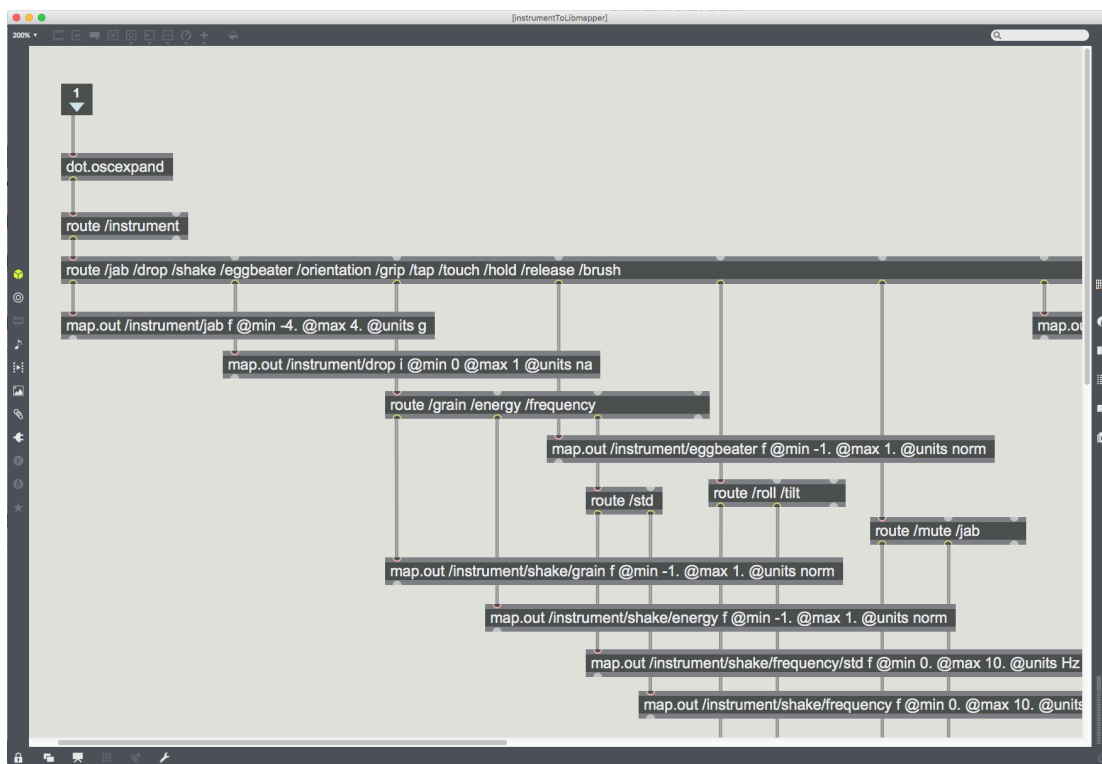 [instrumentToLibmapper]
200%
1
dot.oscexpand
route /instrument
route /jab /drop /shake /eggbeater /orientation /grip /tap /touch /hold /release /brush
map.out /instrument/jab f @min -4. @max 4. @units g
map.ou
map.out /instrument/drop i @min 0 @max 1 @units na
route /grain /energy /frequency
map.out /instrument/eggbeater f @min -1. @max 1. @units norm
route /std
route /roll /tilt
route /mute /jab
map.out /instrument/shake/grain f @min -1. @max 1. @units norm
map.out /instrument/shake/energy f @min -1. @max 1. @units norm
map.out /instrument/shake/frequency/std f @min 0. @max 10. @units Hz
map.out /instrument/shake/frequency f @min 0. @max 10. @units